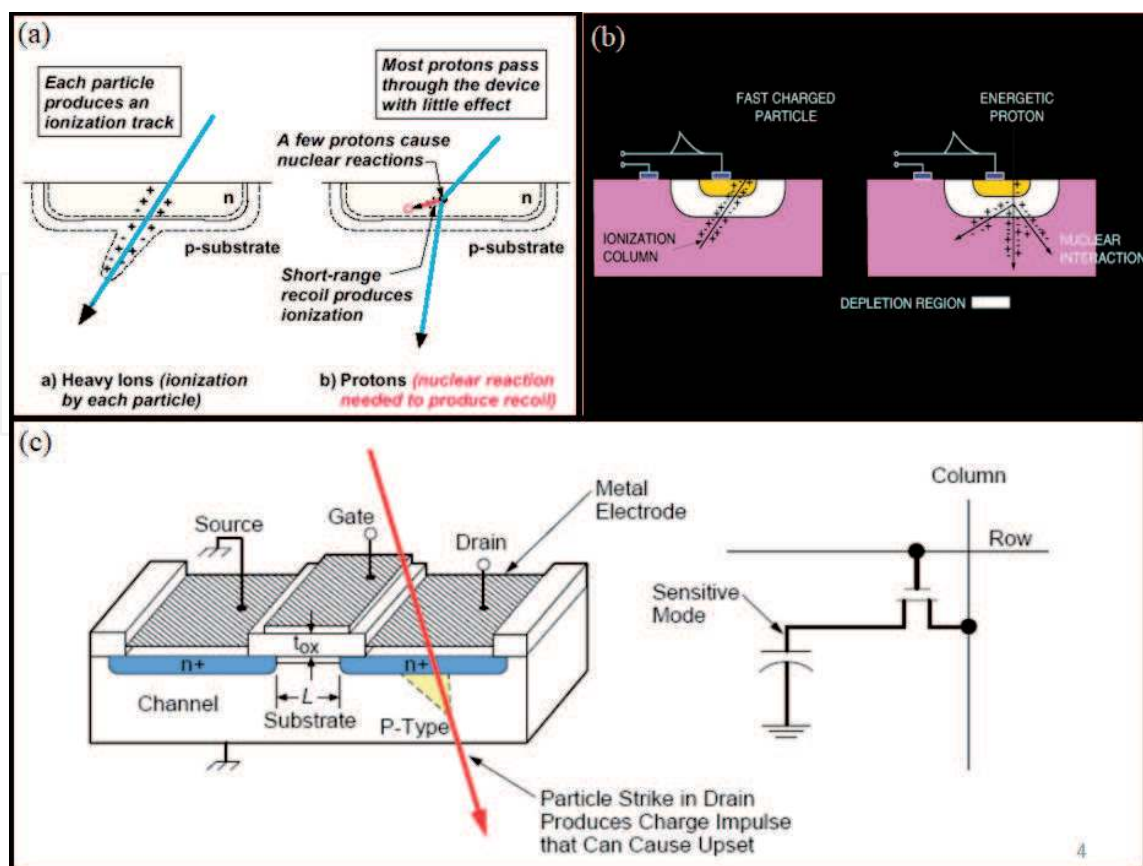 (a)
Each particle
produces an
ionization track
Most protons pass
through the device
with little effect
A few protons cause
nuclear reactions
n
n
p-substrate
p-substrate
Short-range
recoil produces
ionization
a) Heavy Ions (ionization
by each particle)
b) Protons (nuclear reaction
needed to produce recoil)
(b)
FAST CHARGED
PARTICLE
ENERGETIC
PROTON
IONIZATION
COLUMN
NUCLEAR
INTERACTION
DEPLETION REGION
(c)
Source
Gate
Drain
Metal
Electrode
tox
n+
n+
L
Channel
Substrate
P-Type
Particle Strike in Drain
Produces Charge Impulse
that Can Cause Upset
Column
Row
Sensitive
Mode
4